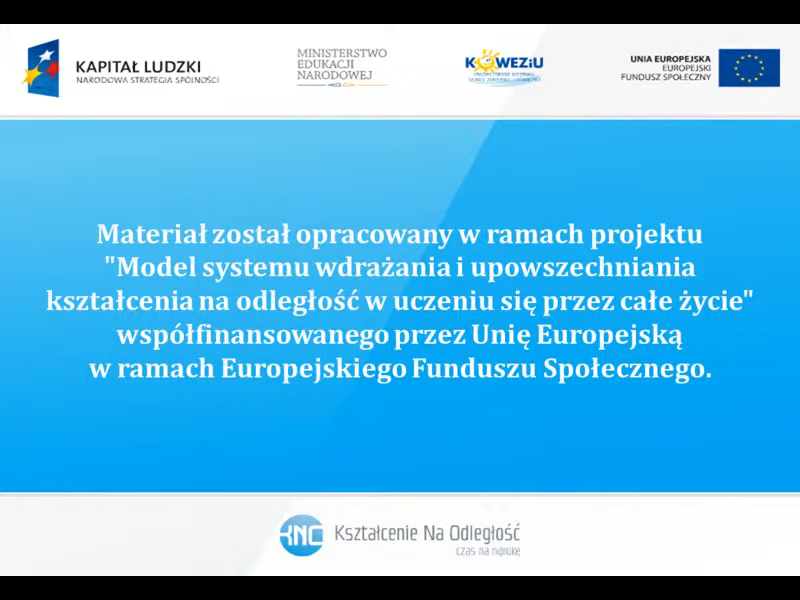 KAPITAŁ LUDZKI
NARODOWA STRATEGIA SPÓJNOŚCI
MINISTERSTWO
EDUKACJI
NARODOWEJ
KOWEZiU
UNIA EUROPEJSKA
EUROPEJSKI
FUNDUSZ SPOŁECZNY
Materiał został opracowany w ramach projektu
"Model systemu wdrażania i upowszechniania
kształcenia na odległość w uczeniu się przez całe życie"
współfinansowanego przez Unię Europejską
w ramach Europejskiego Funduszu Społecznego.
KNO
Kształcenie Na Odległość
czas na n@ukę